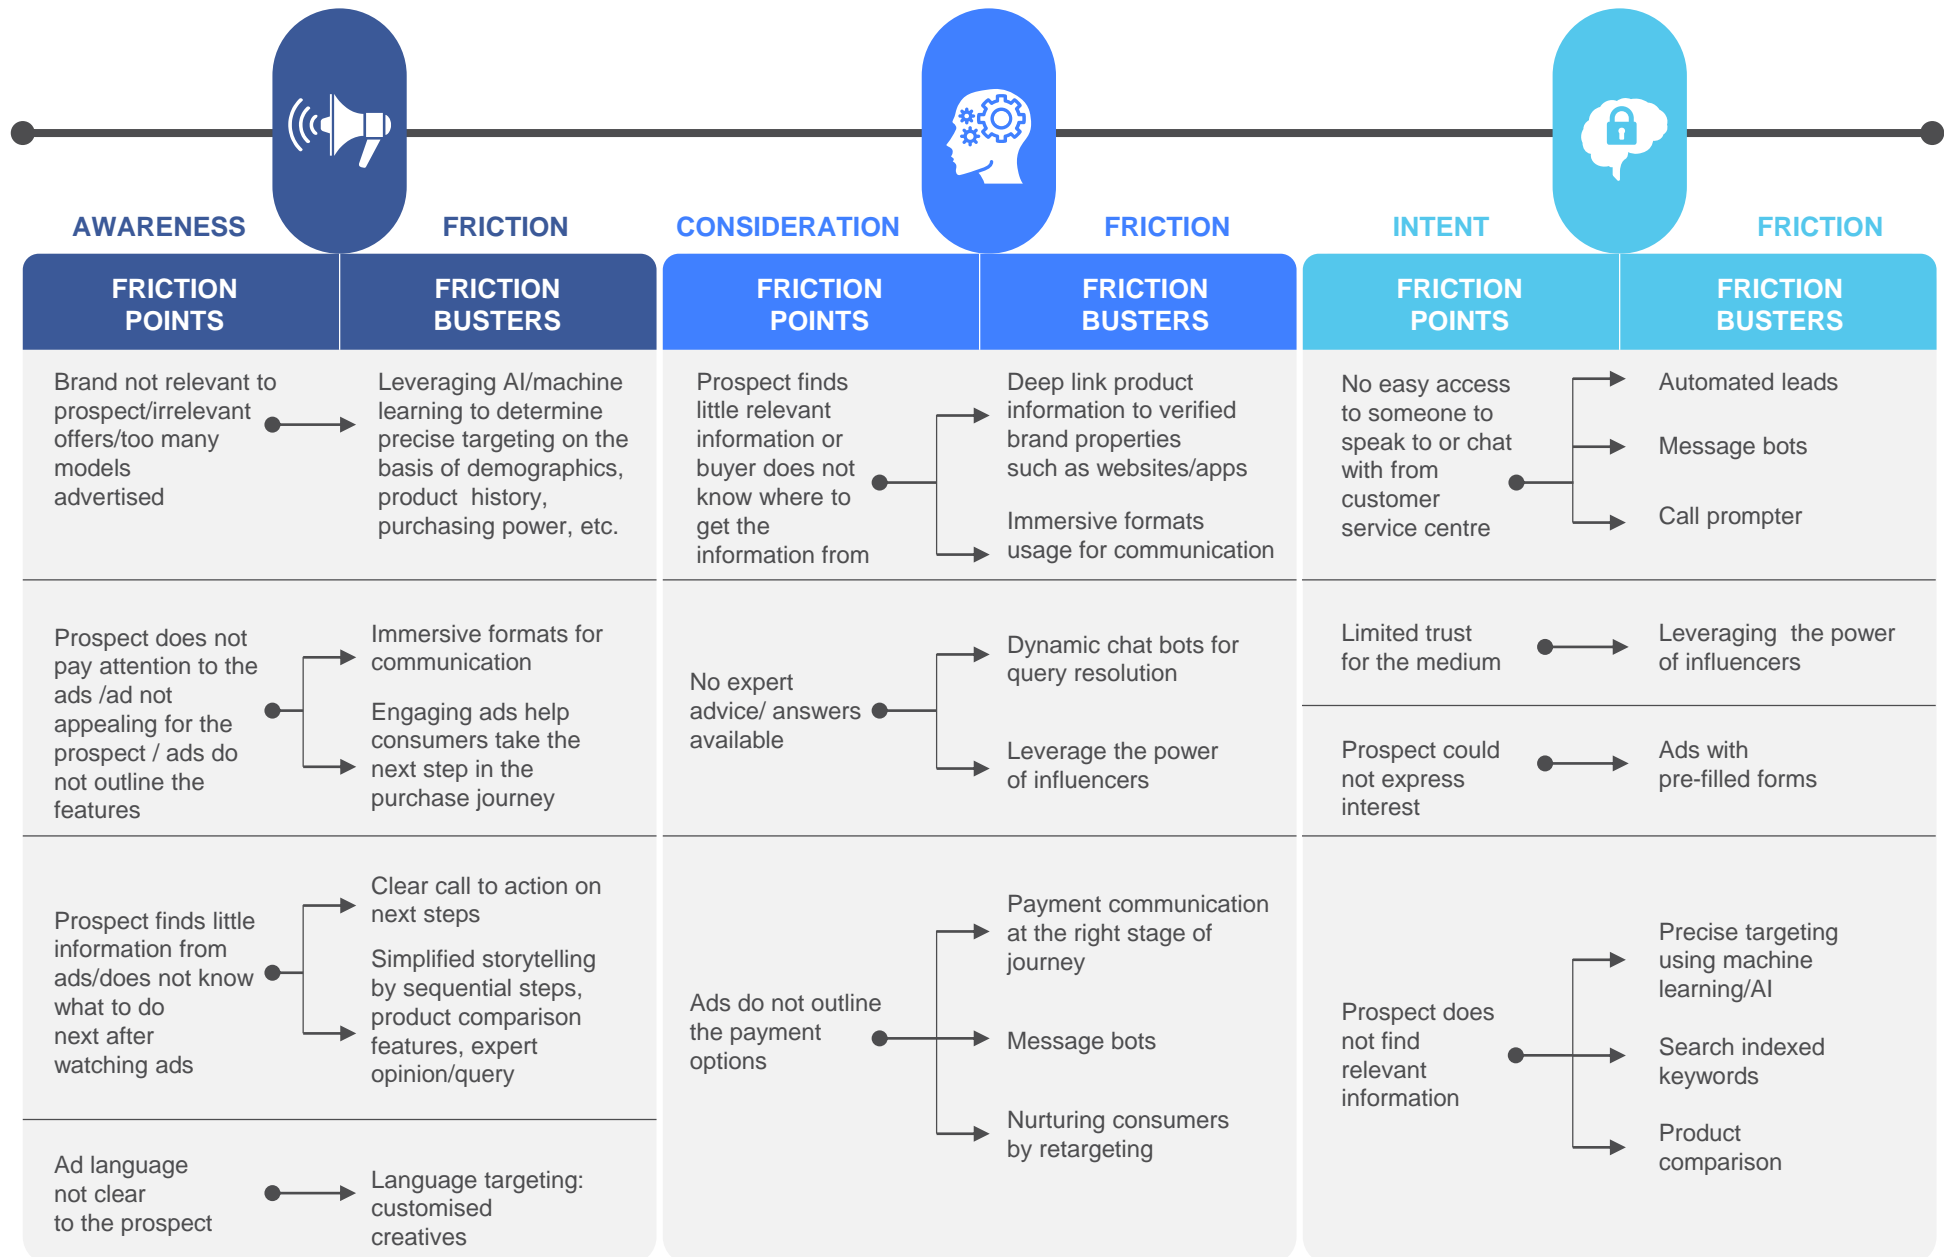 AWARENESS
FRICTION
FRICTION
POINTS
FRICTION
BUSTERS
Brand not relevant to
prospect/irrelevant
offers/too many
models
advertised
Leveraging AI/machine
learning to determine
precise targeting on the
basis of demographics,
product history,
purchasing power, etc.
Prospect does not
pay attention to the
ads /ad not
appealing for the
prospect / ads do
not outline the
features
Immersive formats for
communication
Engaging ads help
consumers take the
next step in the
purchase journey
Prospect finds little
information from
ads/does not know
what to do
next after
watching ads
Clear call to action on
next steps
Simplified storytelling
by sequential steps,
product comparison
features, expert
opinion/query
Ad language
not clear
to the prospect
Language targeting:
customised
creatives
CONSIDERATION
FRICTION
FRICTION
POINTS
FRICTION
BUSTERS
Prospect finds
little relevant
information or
buyer does not
know where to
get the
information from
Deep link product
information to verified
brand properties
such as websites/apps
Immersive formats
usage for communication
No expert
advice/ answers
available
Dynamic chat bots for
query resolution
Leverage the power
of influencers
Ads do not outline
the payment
options
Payment communication
at the right stage of
journey
Message bots
Nurturing consumers
by retargeting
INTENT
FRICTION
FRICTION
POINTS
FRICTION
BUSTERS
No easy access
to someone to
speak to or chat
with from
customer
service centre
Automated leads
Message bots
Call prompter
Limited trust
for the medium
Leveraging the power
of influencers
Prospect could
not express
interest
Ads with
pre-filled forms
Prospect does
not find
relevant
information
Precise targeting
using machine
learning/AI
Search indexed
keywords
Product
comparison